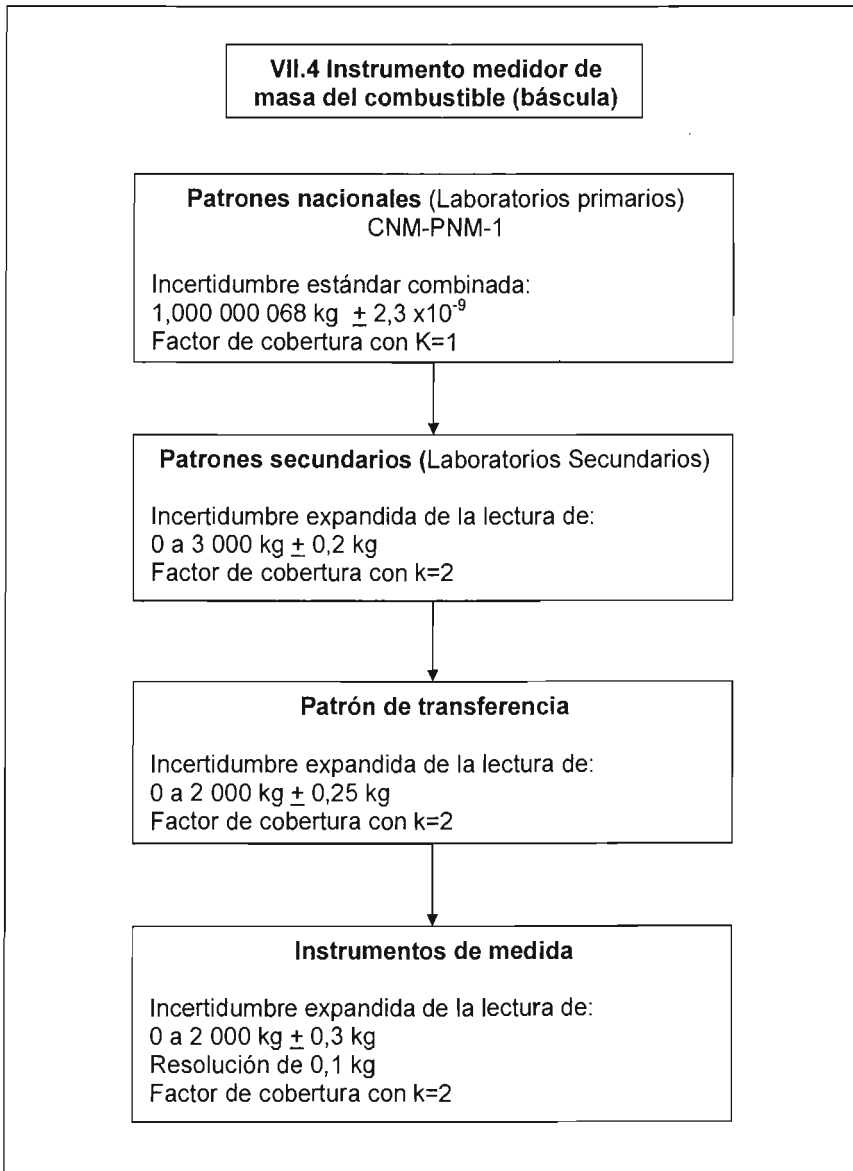 VII.4 Instrumento medidor de
masa del combustible (báscula)
Patrones nacionales (Laboratorios primarios)
CNM-PNM-1
Incertidumbre estándar combinada:
1,000 000 068 kg ± 2,3 x10⁻⁹
Factor de cobertura con K=1
Patrones secundarios (Laboratorios Secundarios)
Incertidumbre expandida de la lectura de:
0 a 3 000 kg ± 0,2 kg
Factor de cobertura con k=2
Patrón de transferencia
Incertidumbre expandida de la lectura de:
0 a 2 000 kg ± 0,25 kg
Factor de cobertura con k=2
Instrumentos de medida
Incertidumbre expandida de la lectura de:
0 a 2 000 kg ± 0,3 kg
Resolución de 0,1 kg
Factor de cobertura con k=2